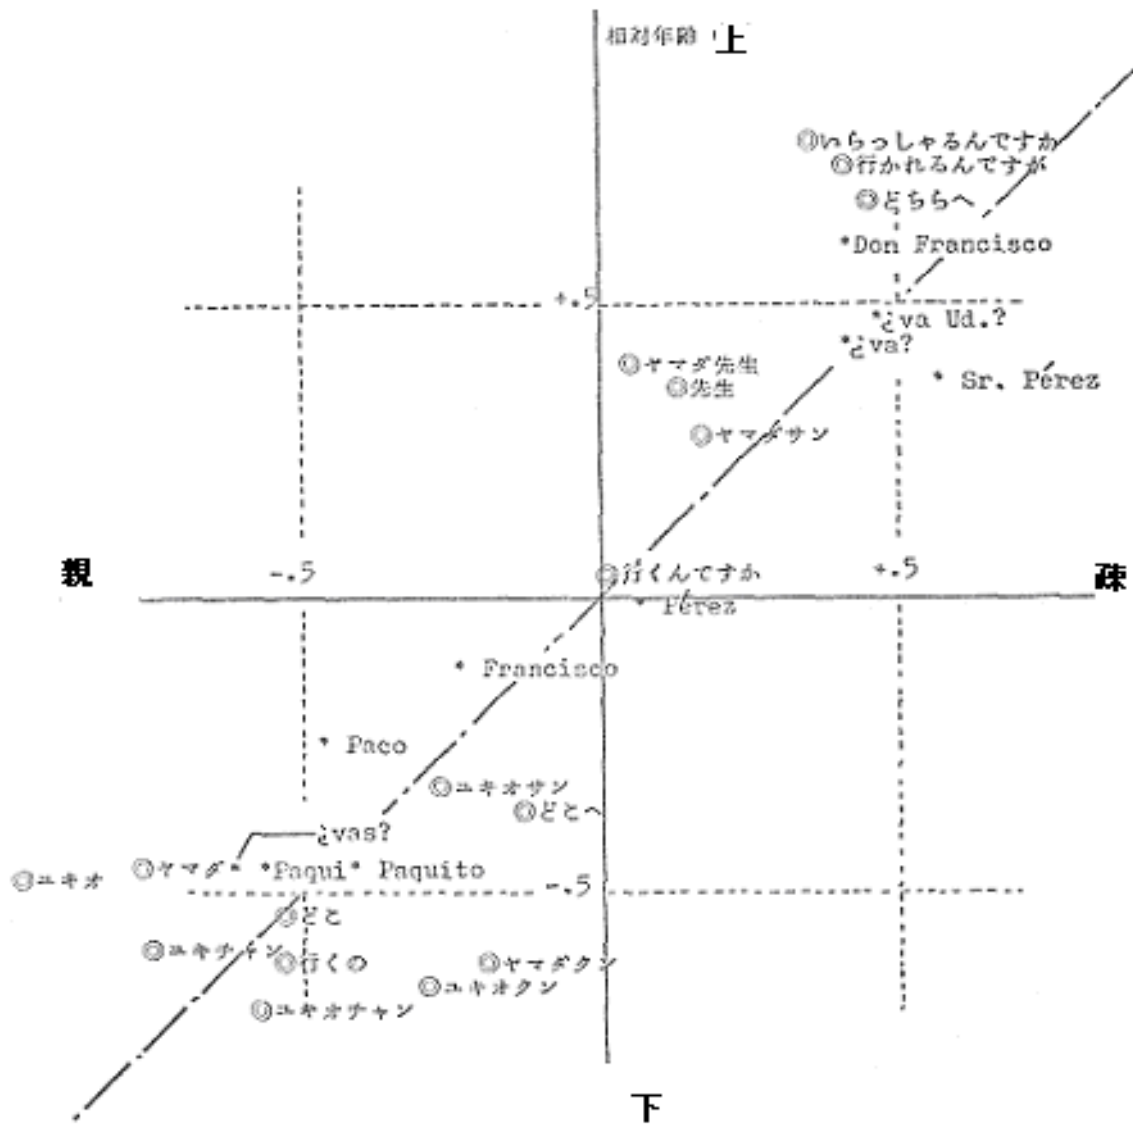 相対年齢 上
◎いらっしゃるんですか
◎行かれるんですが
◎どちらへ
*Don Francisco
+.5
*¿va Ud.?
*¿va?
◎ヤマダ先生
* Sr. Pérez
◎先生
◎ヤマダサン
親
-.5
◎行くんですか
+.5
疎
* Pérez
* Francisco
* Paco
◎ユキオサン
◎どとへ
¿vas?
◎ユキオ
◎ヤマダ
*Paqui* Paquito
-.5
◎どと
◎ユキチャン
◎行くの
◎ヤマダクン
◎ユキオクン
◎ユキオチャン
下